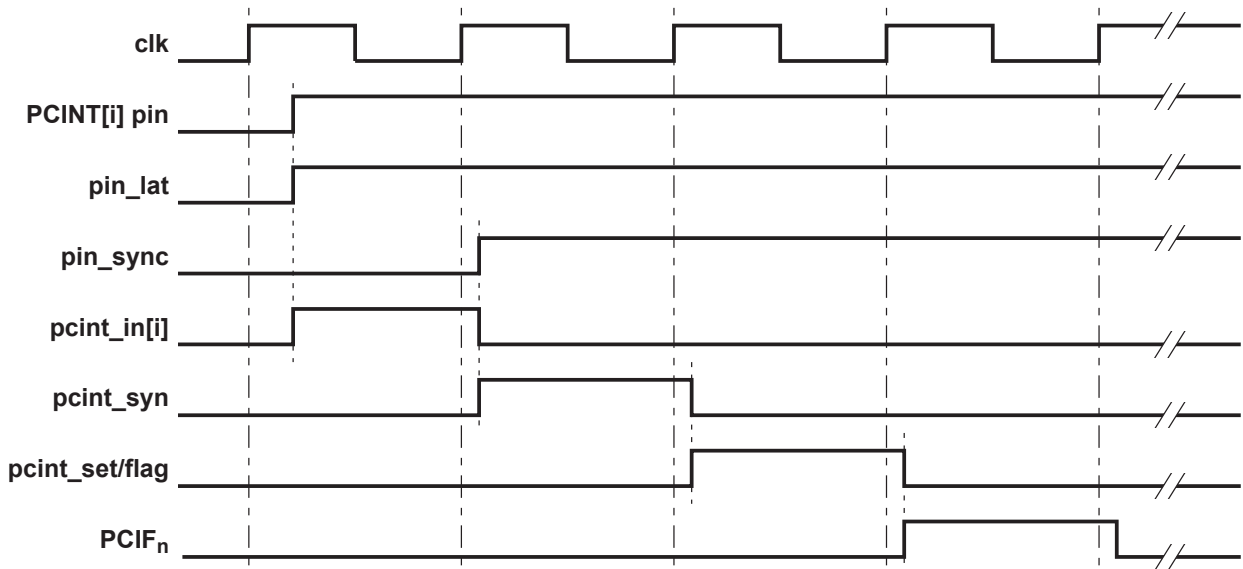 clk
PCINT[i] pin
pin_lat
pin_sync
pcint_in[i]
pcint_syn
pcint_set/flag
PCIFn